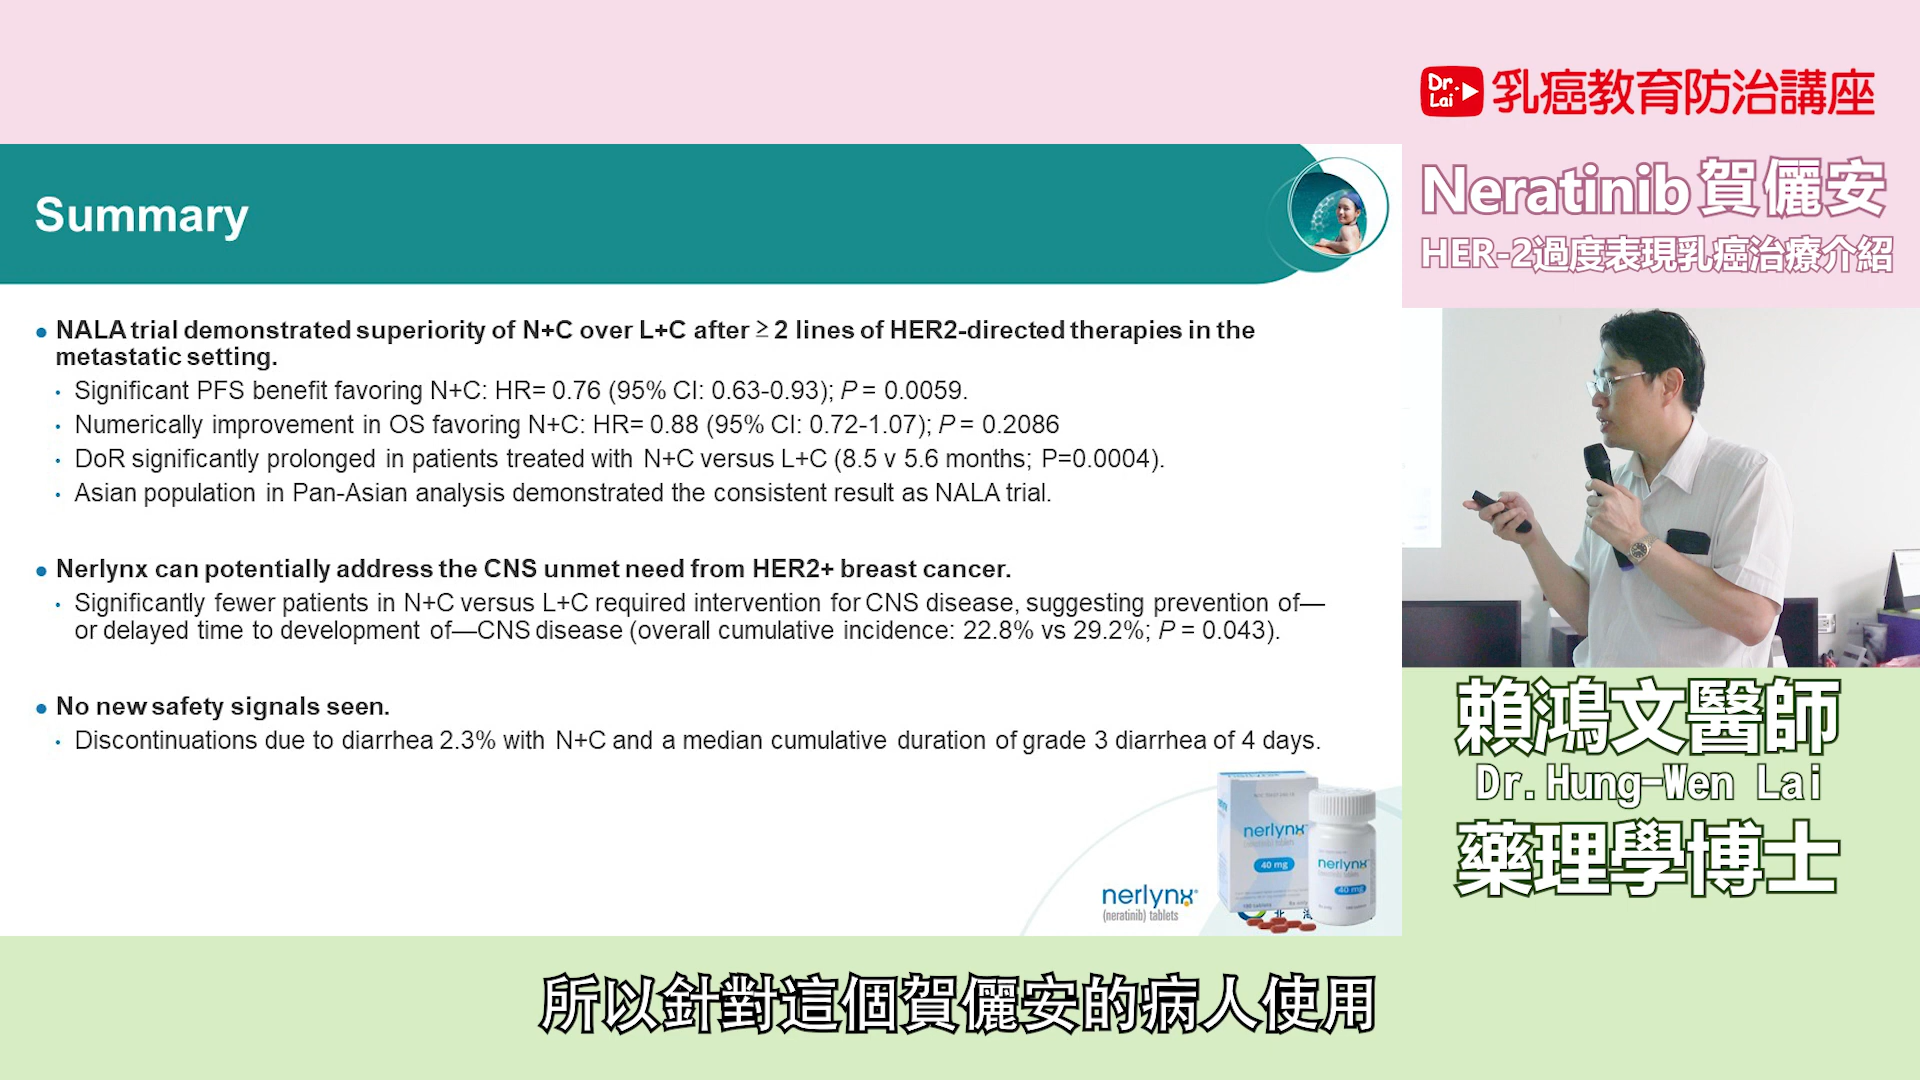 Dr. Lai 乳癌教育防治講座
Neratinib 賀儷安
HER-2過度表現乳癌治療介紹
Summary
• NALA trial demonstrated superiority of N+C over L+C after ≥ 2 lines of HER2-directed therapies in the
metastatic setting.
• Significant PFS benefit favoring N+C: HR= 0.76 (95% CI: 0.63-0.93); P = 0.0059.
• Numerically improvement in OS favoring N+C: HR= 0.88 (95% CI: 0.72-1.07); P = 0.2086
• DoR significantly prolonged in patients treated with N+C versus L+C (8.5 v 5.6 months; P=0.0004).
• Asian population in Pan-Asian analysis demonstrated the consistent result as NALA trial.
• Nerlynx can potentially address the CNS unmet need from HER2+ breast cancer.
• Significantly fewer patients in N+C versus L+C required intervention for CNS disease, suggesting prevention of—
or delayed time to development of—CNS disease (overall cumulative incidence: 22.8% vs 29.2%; P = 0.043).
• No new safety signals seen.
• Discontinuations due to diarrhea 2.3% with N+C and a median cumulative duration of grade 3 diarrhea of 4 days.
nerlynx
(neratinib) tablets
nerlynx
40 mg
nerlynx
40 mg
賴鴻文醫師
Dr. Hung-Wen Lai
藥理學博士
所以針對這個賀儷安的病人使用